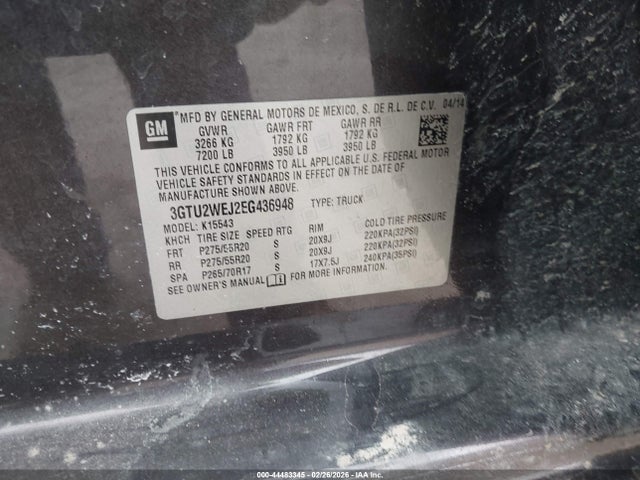 GM
MFD BY GENERAL MOTORS DE MEXICO, S. DE R.L. DE C.V. 04/14
GVWR GAWR FRT GAWR RR
3266 KG 1792 KG 1792 KG
7200 LB 3950 LB 3950 LB
THIS VEHICLE CONFORMS TO ALL APPLICABLE U.S. FEDERAL MOTOR
VEHICLE SAFETY STANDARDS IN EFFECT ON THE DATE OF
MANUFACTURE SHOWN ABOVE.
3GTU2WEJ2EG436948 TYPE: TRUCK
MODEL: K15543
KHCH TIRE SIZE SPEED RTG RIM COLD TIRE PRESSURE
FRT P275/55R20 S 20X9J 220KPA(32PSI)
RR P275/55R20 S 20X9J 220KPA(32PSI)
SPA P265/70R17 S 17X7.5J 240KPA(35PSI)
SEE OWNER'S MANUAL FOR MORE INFORMATION.
000-44483345 - 02/26/2026 - IAA Inc.